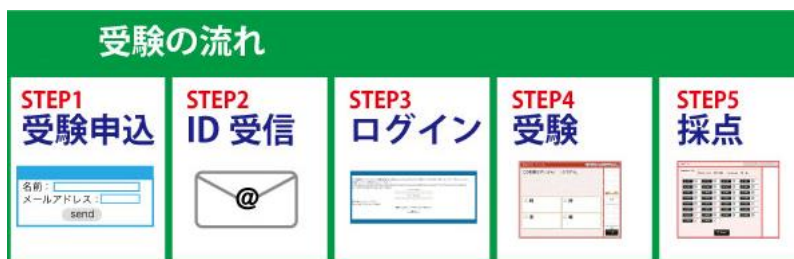 受験の流れ
STEP1
受験申込
名前：
メールアドレス：
send
STEP2
ID 受信
@
STEP3
ログイン
STEP4
受験
STEP5
採点